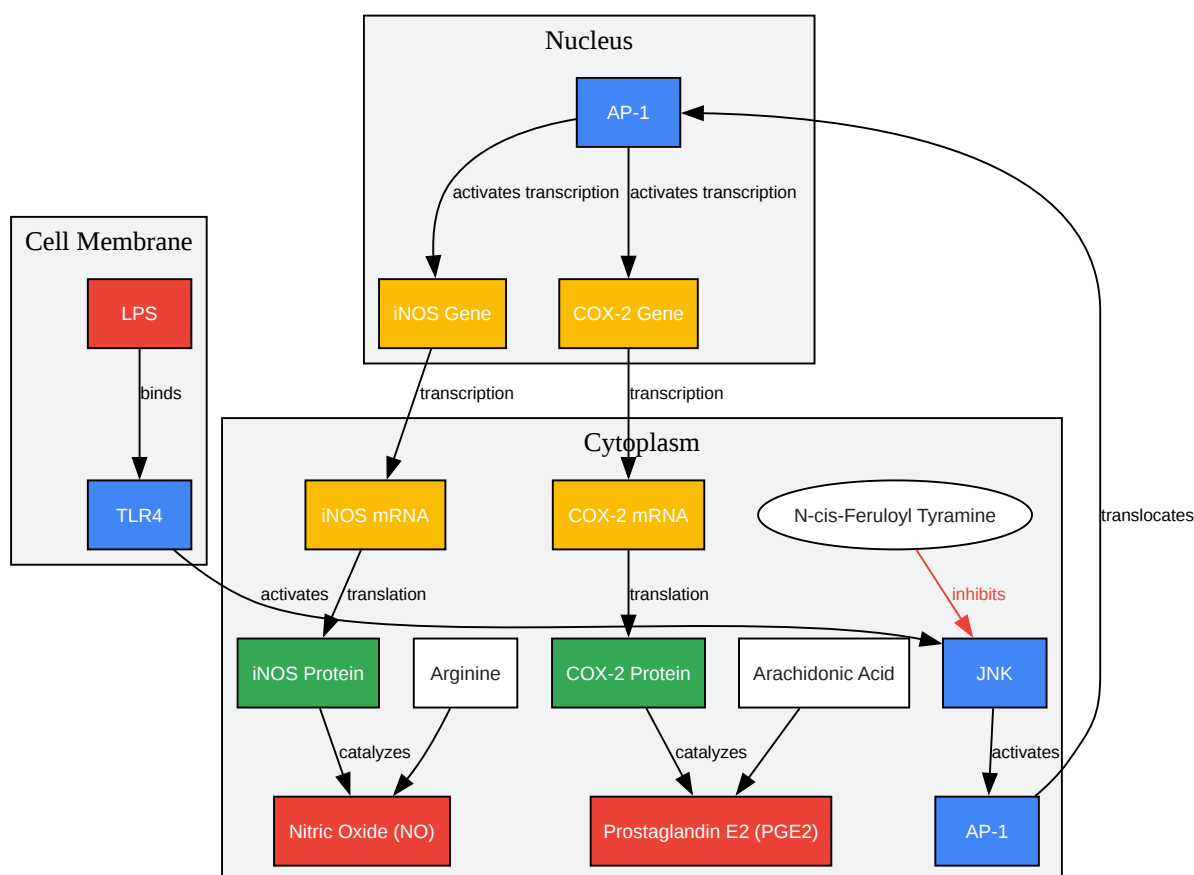 Nucleus
AP-1
activates transcription
activates transcription
Cell Membrane
LPS
iNOS Gene
COX-2 Gene
binds
transcription
transcription
Cytoplasm
TLR4
iNOS mRNA
COX-2 mRNA
N-cis-Feruloyl Tyramine
translocates
activates
translation
translation
inhibits
iNOS Protein
Arginine
COX-2 Protein
Arachidonic Acid
JNK
catalyzes
catalyzes
activates
Nitric Oxide (NO)
Prostaglandin E2 (PGE2)
AP-1